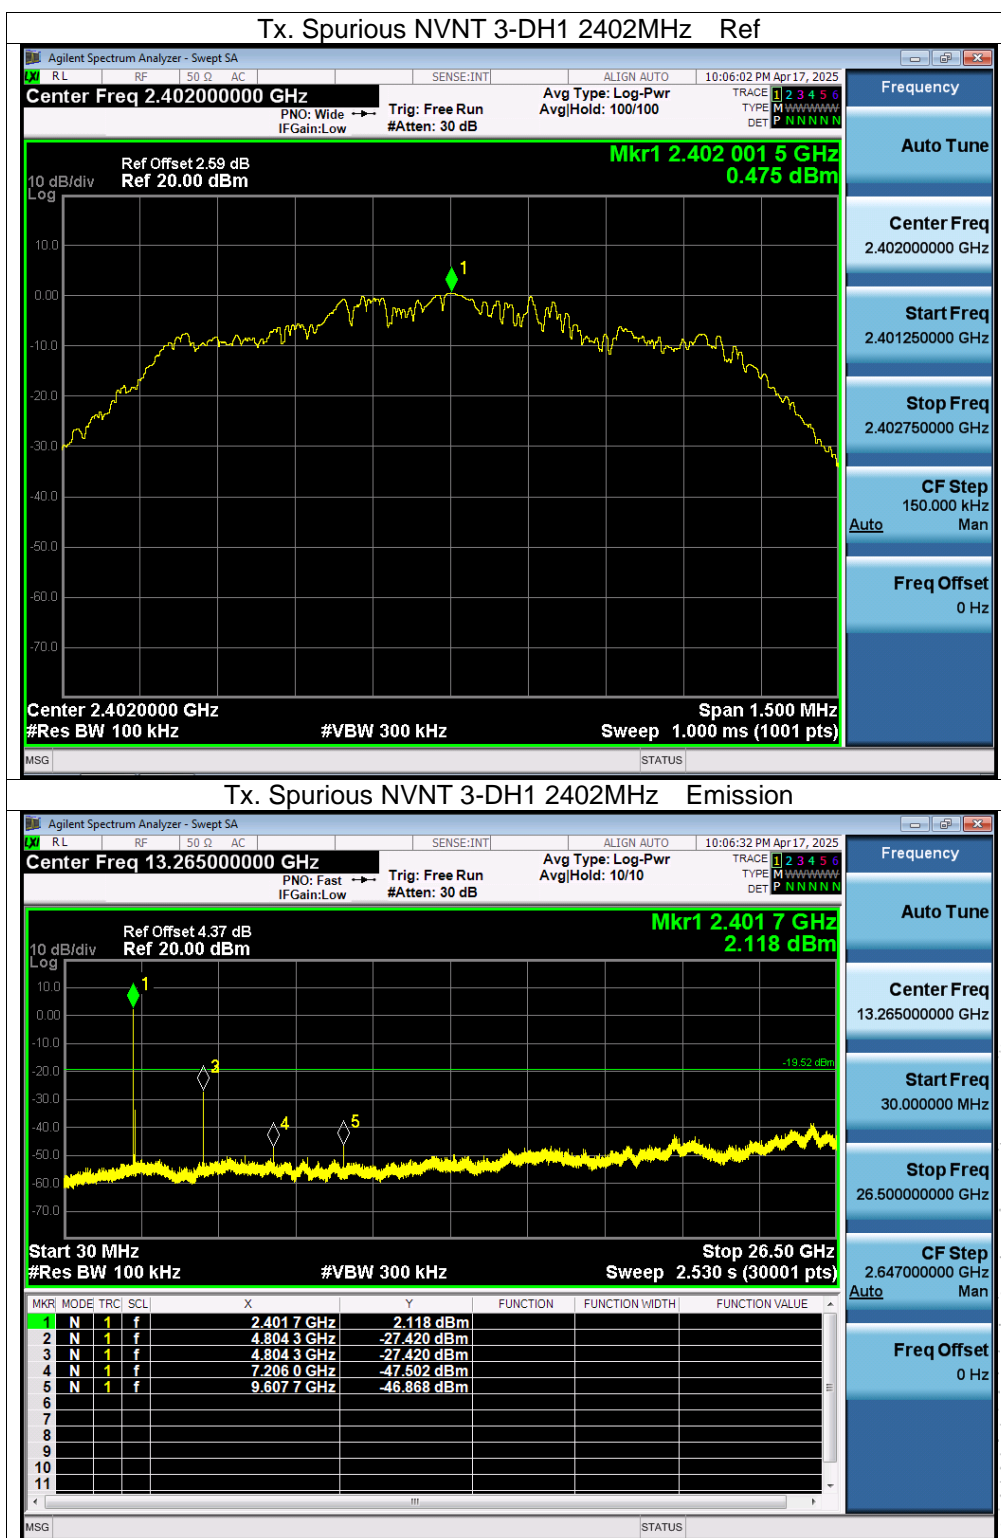 Tx. Spurious NVNT 3-DH1 2402MHz Ref
Agilent Spectrum Analyzer - Swept SA
LXI RL RF 50 Ω AC SENSE:INT ALIGN AUTO 10:06:02 PM Apr 17, 2025
Center Freq 2.402000000 GHz
PNO: Wide
IFGain:Low
Trig: Free Run
#Atten: 30 dB
Avg Type: Log-Pwr
Avg|Hold: 100/100
TRACE 1 2 3 4 5 6
TYPE M WWWWW
DET P N N N N N
Frequency
Auto Tune
Center Freq
2.402000000 GHz
Start Freq
2.401250000 GHz
Stop Freq
2.402750000 GHz
CF Step
150.000 kHz
Auto Man
Freq Offset
0 Hz
Mkr1 2.402 001 5 GHz
0.475 dBm
Ref Offset 2.59 dB
10 dB/div Ref 20.00 dBm
Log
10.0
0.00
-10.0
-20.0
-30.0
-40.0
-50.0
-60.0
-70.0
1
Center 2.4020000 GHz Span 1.500 MHz
#Res BW 100 kHz #VBW 300 kHz Sweep 1.000 ms (1001 pts)
MSG STATUS
Tx. Spurious NVNT 3-DH1 2402MHz Emission
Agilent Spectrum Analyzer - Swept SA
LXI RL RF 50 Ω AC SENSE:INT ALIGN AUTO 10:06:32 PM Apr 17, 2025
Center Freq 13.265000000 GHz
PNO: Fast
IFGain:Low
Trig: Free Run
#Atten: 30 dB
Avg Type: Log-Pwr
Avg|Hold: 10/10
TRACE 1 2 3 4 5 6
TYPE M WWWWW
DET P N N N N N
Frequency
Auto Tune
Center Freq
13.265000000 GHz
Start Freq
30.000000 MHz
Stop Freq
26.500000000 GHz
CF Step
2.647000000 GHz
Auto Man
Freq Offset
0 Hz
Mkr1 2.401 7 GHz
2.118 dBm
Ref Offset 4.37 dB
10 dB/div Ref 20.00 dBm
Log
10.0
0.00
-10.0
-20.0
-30.0
-40.0
-50.0
-60.0
-70.0
1
3
4
5
-19.52 dBm
Start 30 MHz Stop 26.50 GHz
#Res BW 100 kHz #VBW 300 kHz Sweep 2.530 s (30001 pts)
MKR MODE TRC SCL X Y FUNCTION FUNCTION WIDTH FUNCTION VALUE
1 N 1 f 2.401 7 GHz 2.118 dBm
2 N 1 f 4.804 3 GHz -27.420 dBm
3 N 1 f 4.804 3 GHz -27.420 dBm
4 N 1 f 7.206 0 GHz -47.502 dBm
5 N 1 f 9.607 7 GHz -46.868 dBm
6
7
8
9
10
11
MSG STATUS